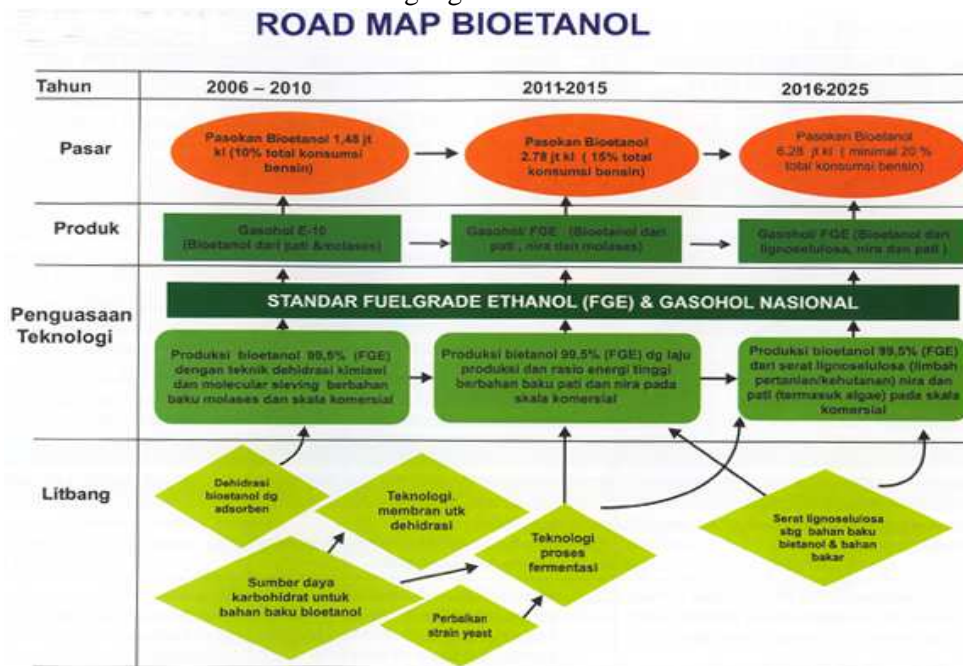 ROAD MAP BIOETANOL
Tahun
2006 – 2010
2011-2015
2016-2025
Pasar
Pasokan Bioetanol 1,48 jt
kl (10% total konsumsi
bensin)
Pasokan Bioetanol
2.78 jt kl ( 15% total
konsumsi bensin)
Pasokan Bioetanol
6,28 jt kl ( minimal 20 %
total konsumsi bensin)
Produk
Gasohol E-10
(Bioetanol dari pati &molases)
Gasohol/ FGE (Bioetanol dari
pati , nira dan molases)
Gasohol/ FGE (Bioetanol dari
lignoselulosa, nira dan pati )
Penguasaan
Teknologi
STANDAR FUELGRADE ETHANOL (FGE) & GASOHOL NASIONAL
Produksi bioetanol 99,5% (FGE)
dengan teknik dehidrasi kimiawi
dan molecular sieving berbahan
baku molases dan skala komersial
Produksi bietanol 99,5% (FGE) dg laju
produksi dan rasio energi tinggi
berbahan baku pati dan nira pada
skala komersial
Produksi bioetanol 99,5% (FGE)
dari serat lignoselulosa (limbah
pertanian/kehutanan) nira dan
pati (termasuk algae) pada skala
komersial
Litbang
Dehidrasi
bioetanol dg
adsorben
Teknologi.
membran utk
dehidrasi
Sumber daya
karbohidrat untuk
bahan baku bioetanol
Perbaikan
strain yeast
Teknologi
proses
fermentasi
Serat lignoselulosa
sbg bahan baku
bietanol & bahan
bakar